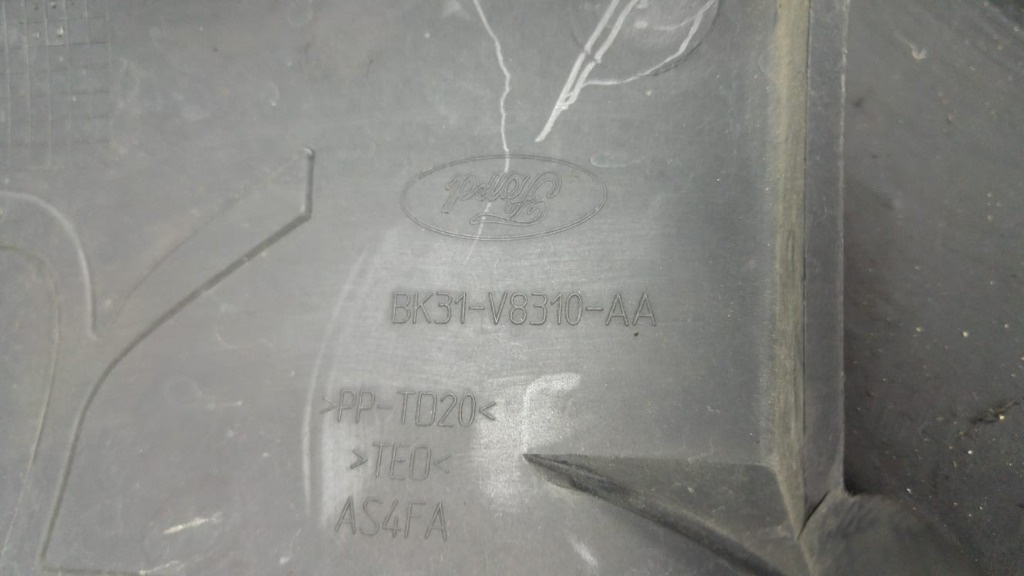 Ford
BK31-V8310-AA
>PP-TD20<
>TEO<
AS4FA